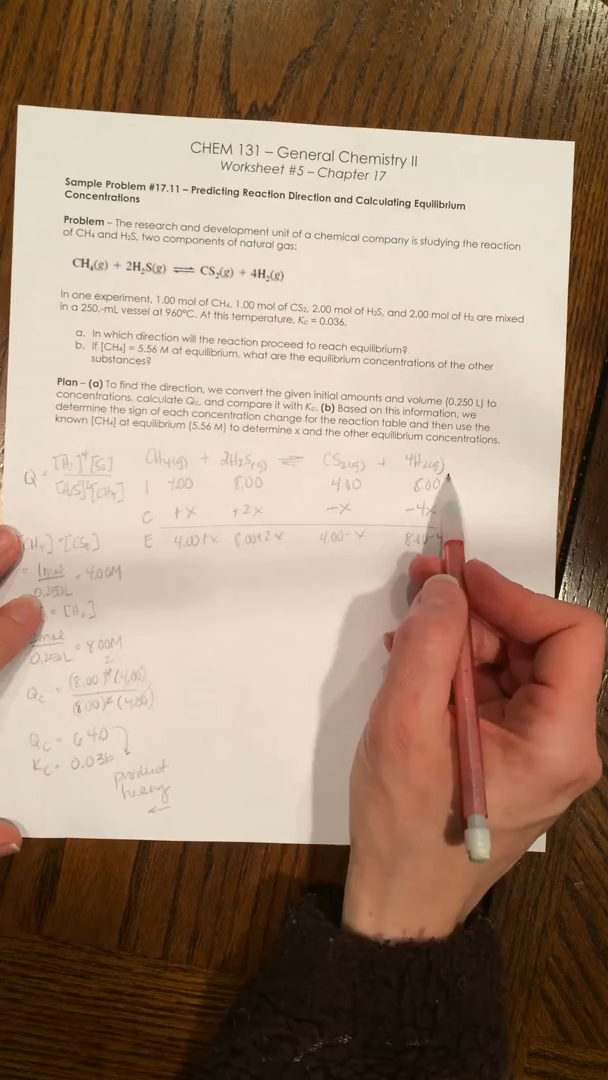 CHEM 131 – General Chemistry II
Worksheet #5 – Chapter 17
Sample Problem #17.11 – Predicting Reaction Direction and Calculating Equilibrium
Concentrations
Problem – The research and development unit of a chemical company is studying the reaction
of CH₄ and H₂S, two components of natural gas:
CH₄(g) + 2H₂S(g) ⇌ CS₂(g) + 4H₂(g)
In one experiment, 1.00 mol of CH₄, 1.00 mol of CS₂, 2.00 mol of H₂S, and 2.00 mol of H₂ are mixed
in a 250.-mL vessel at 960°C. At this temperature, Kc = 0.036.
a. In which direction will the reaction proceed to reach equilibrium?
b. If [CH₄] = 5.56 M at equilibrium, what are the equilibrium concentrations of the other
substances?
Plan – (a) To find the direction, we convert the given initial amounts and volume (0.250 L) to
concentrations, calculate Qc, and compare it with Kc. (b) Based on this information, we
determine the sign of each concentration change for the reaction table and then use the
known [CH₄] at equilibrium (5.56 M) to determine x and the other equilibrium concentrations.
CH₄(g) + 2H₂S(g) ⇌ CS₂(g) + 4H₂(g)
I 4.00 8.00 4.00 8.00
C +x +2x -x -4x
E 4.00+x 8.00+2x 4.00-x
Q =
= 4.00M
0.250L
= [H₂]
0.250L = 8.00M
Qc = (8.00)(4.00)
(8.00)² (4.00)
Qc = 640
Kc = 0.036
product
heavy
←